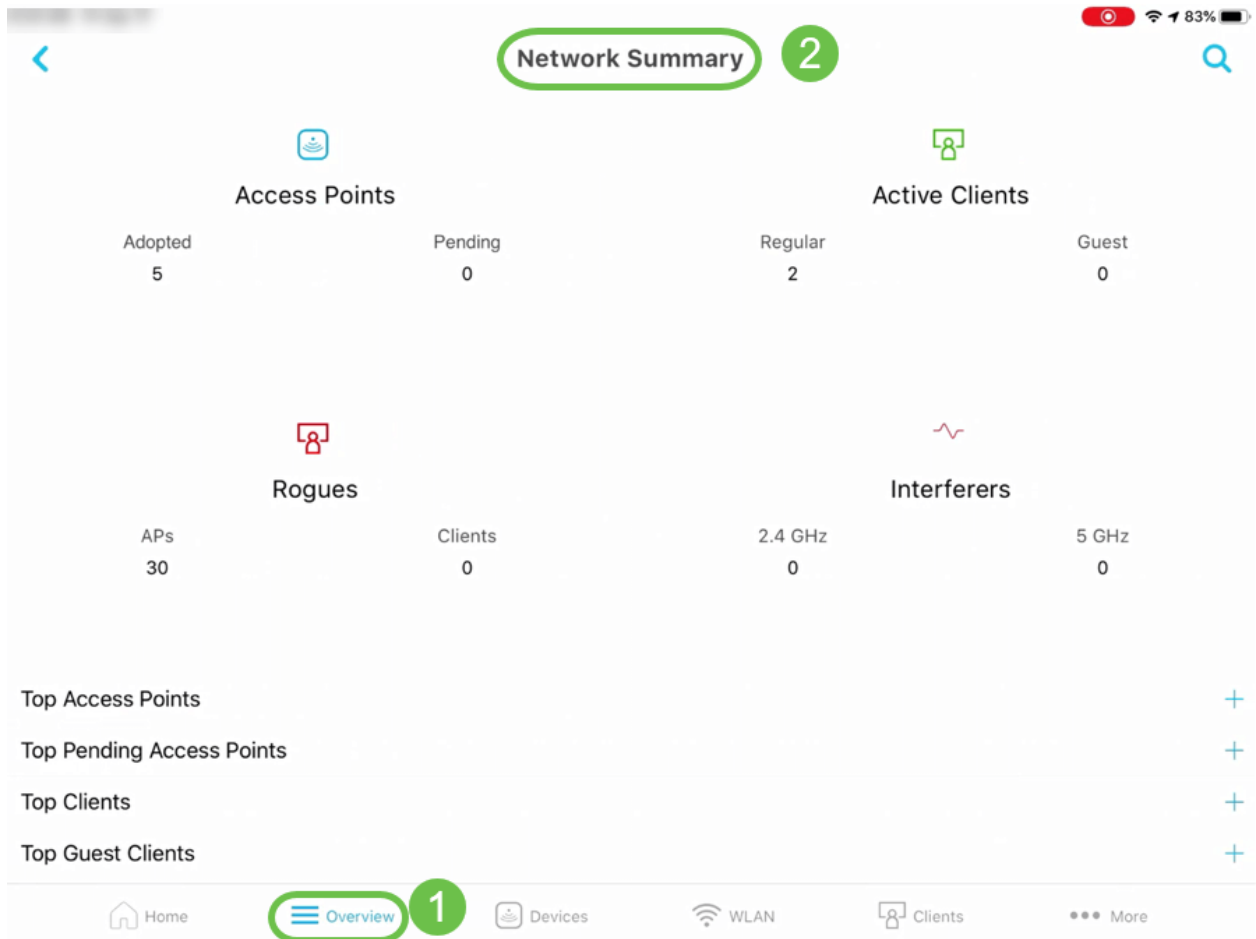 83%
Network Summary 2
Access Points
Active Clients
Adopted Pending Regular Guest
5 0 2 0
Rogues
Interferers
APs Clients 2.4 GHz 5 GHz
30 0 0 0
Top Access Points
Top Pending Access Points
Top Clients
Top Guest Clients
Home Overview 1 Devices WLAN Clients More